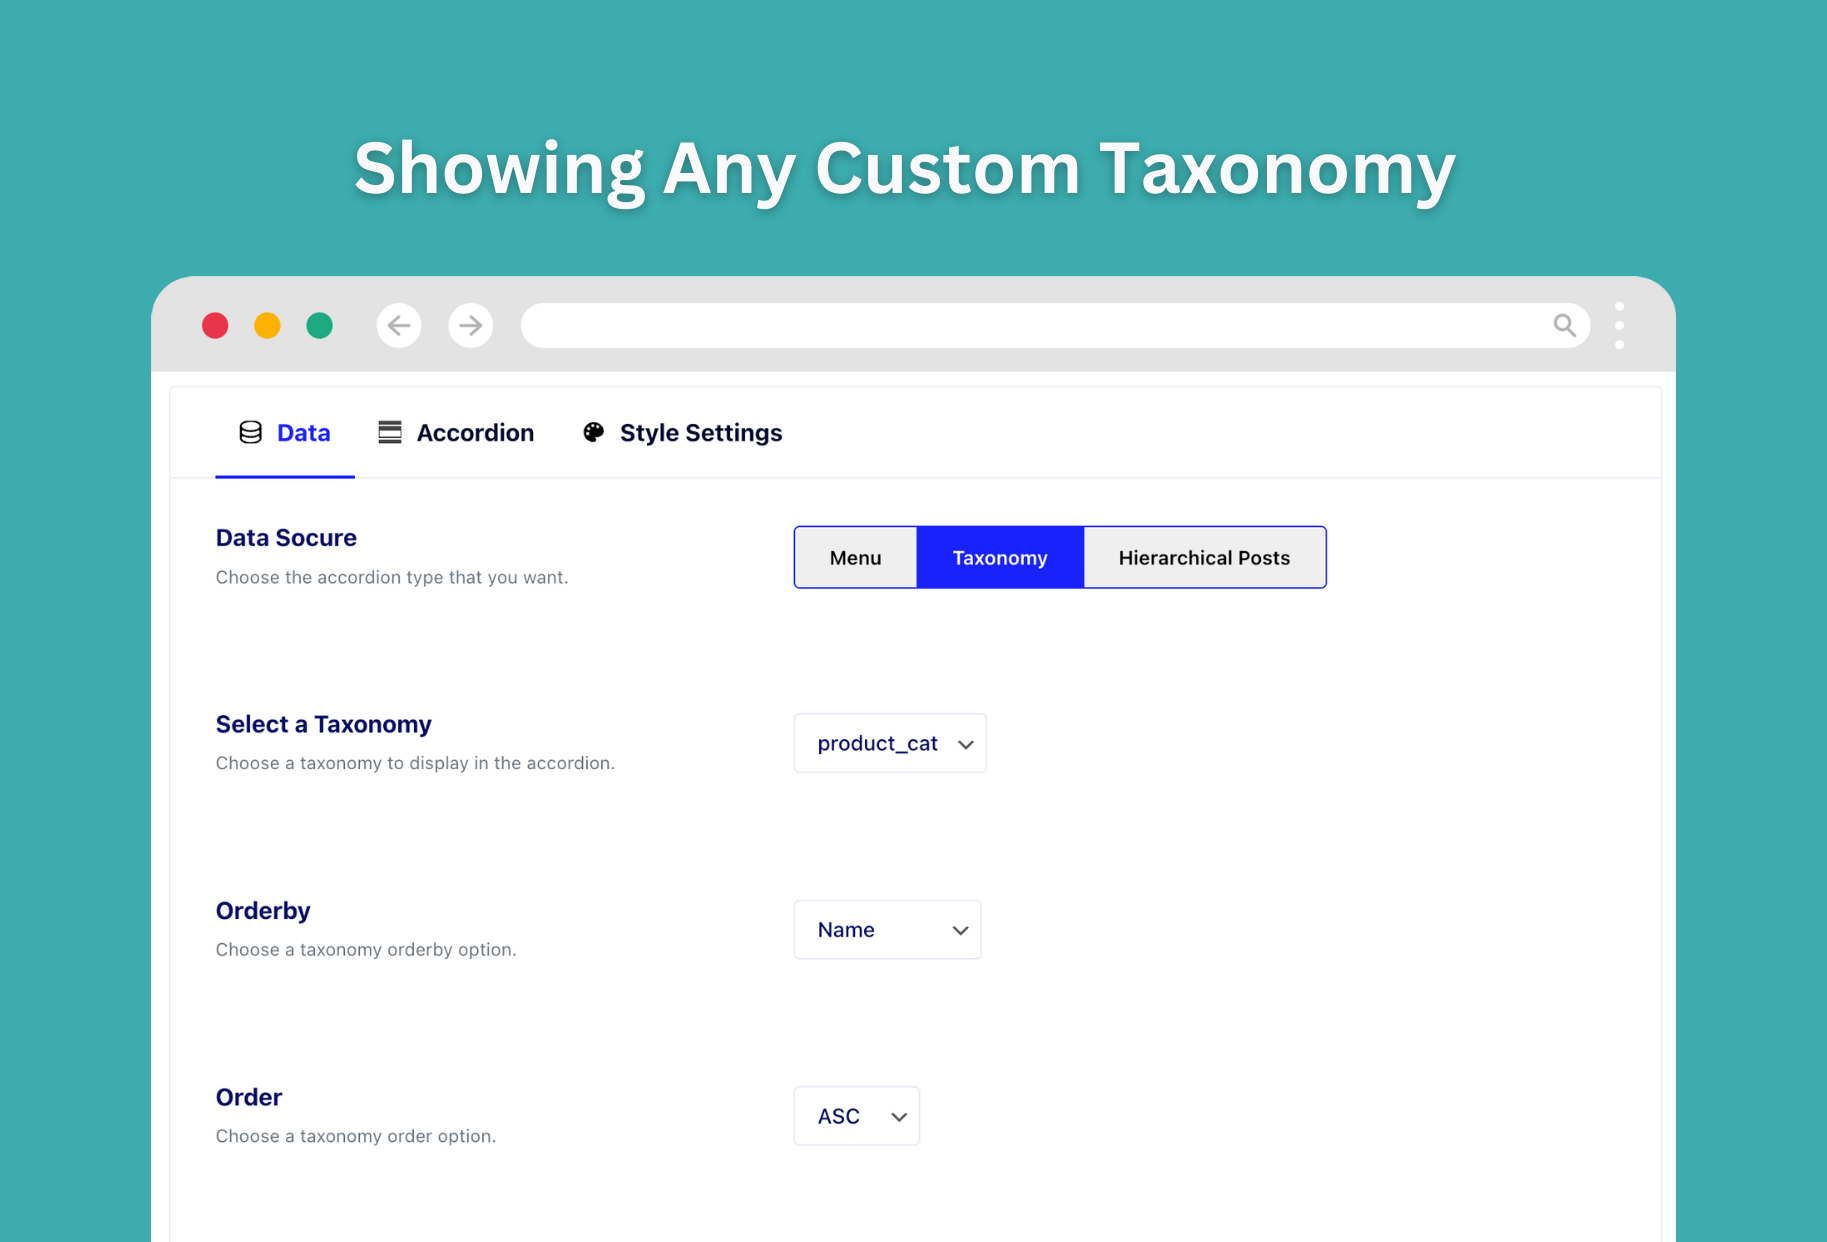 Showing Any Custom Taxonomy
Data Accordion Style Settings
Data Socure
Choose the accordion type that you want.
Menu Taxonomy Hierarchical Posts
Select a Taxonomy
Choose a taxonomy to display in the accordion.
product_cat
Orderby
Choose a taxonomy orderby option.
Name
Order
Choose a taxonomy order option.
ASC